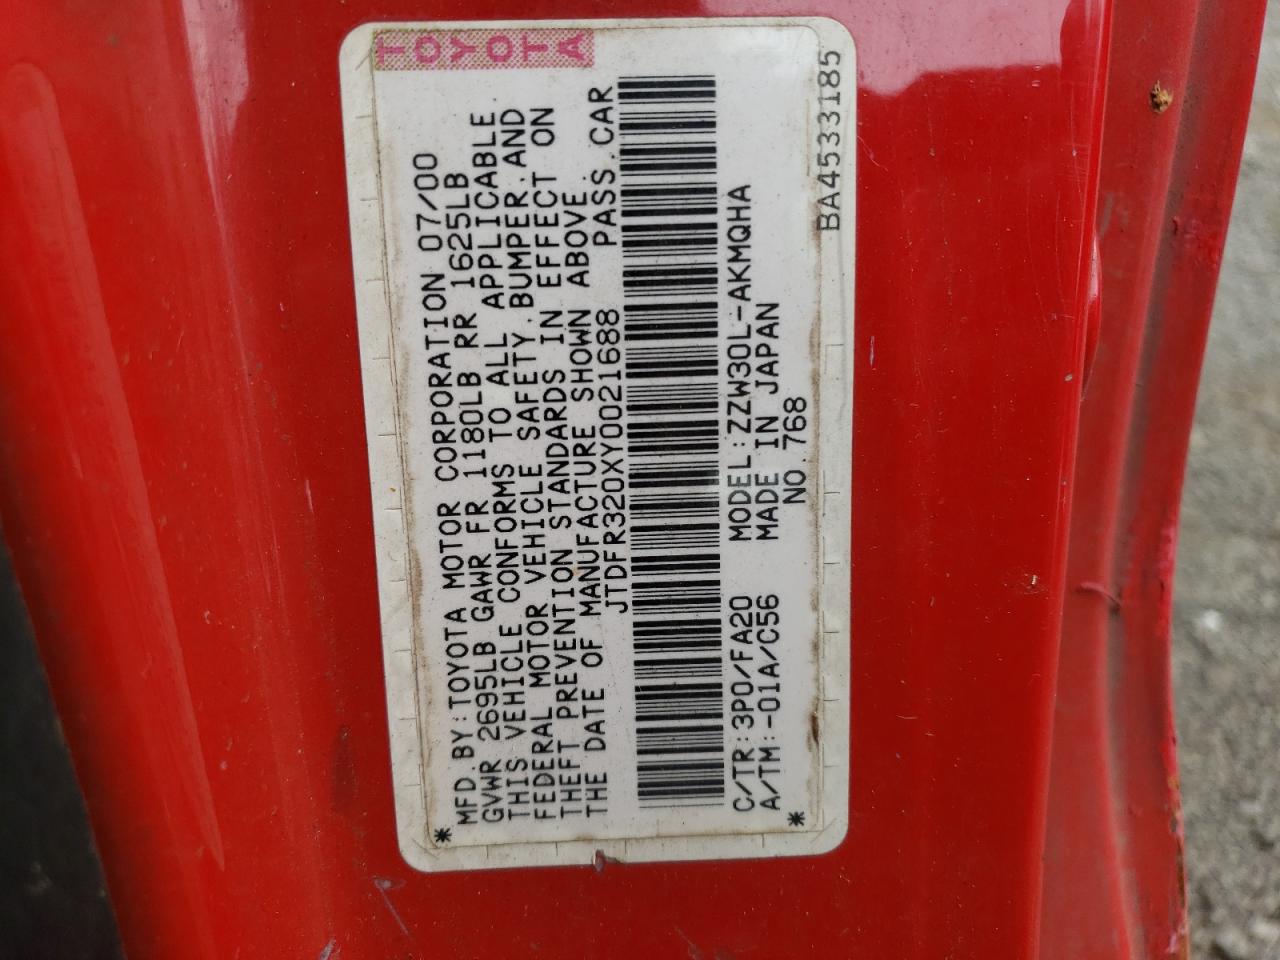 TOYOTA
*
MFD.BY:TOYOTA MOTOR CORPORATION 07/00
GVWR 2695LB GAWR FR 1180LB RR 1625LB
THIS VEHICLE CONFORMS TO ALL APPLICABLE
FEDERAL MOTOR VEHICLE SAFETY,BUMPER,AND
THEFT PREVENTION STANDARDS IN EFFECT ON
THE DATE OF MANUFACTURE SHOWN ABOVE.
JTDFR320XY0021688 PASS.CAR
C/TR:3P0/FA20 MODEL:ZZW30L-AKMQHA
A/TM:-01A/C56 MADE IN JAPAN
* NO.768
BA4533185